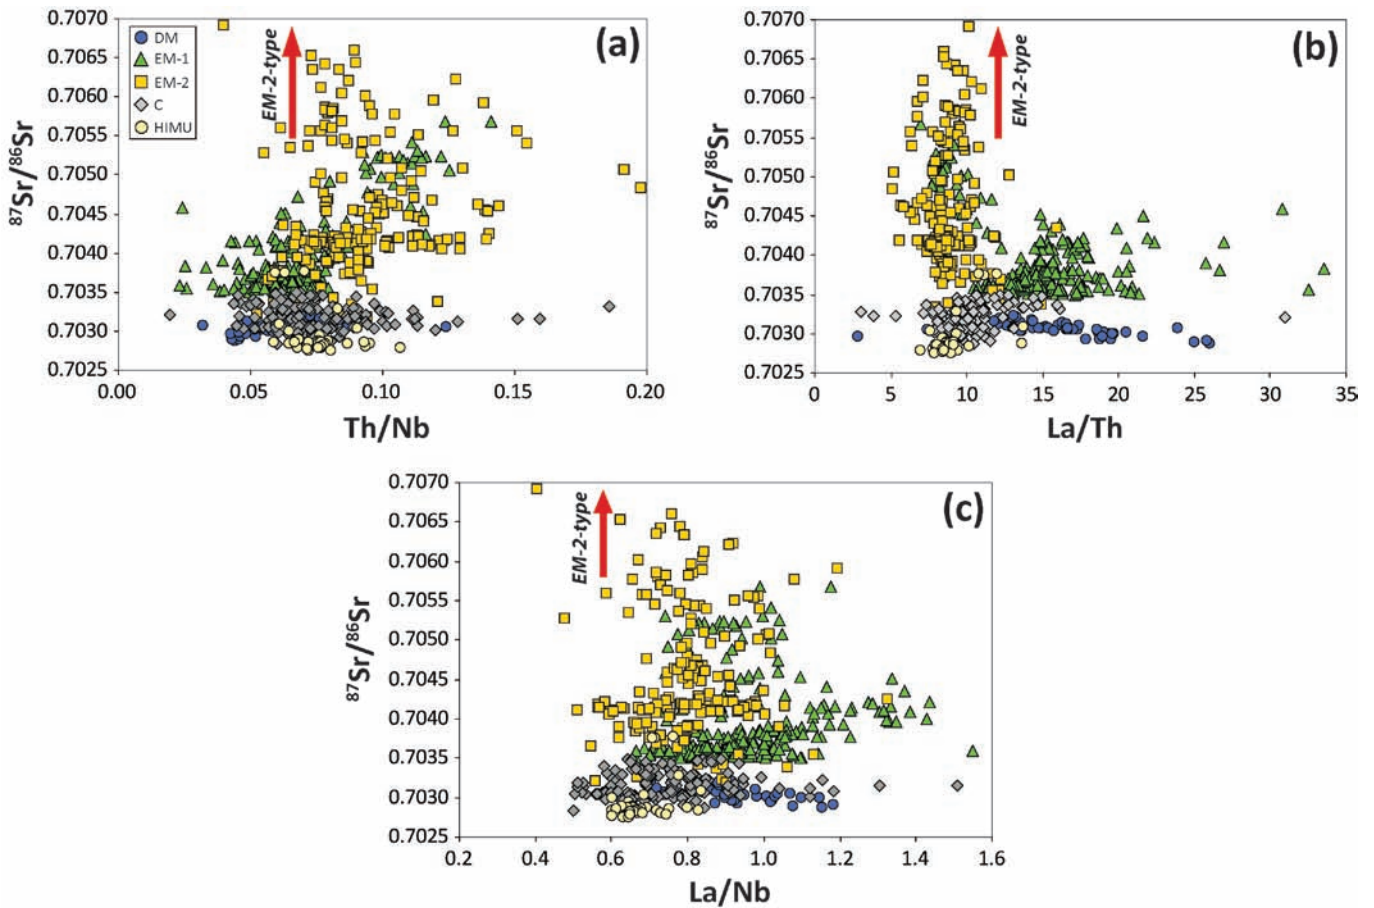 (a)
EM-2-type
DM
EM-1
EM-2
C
HIMU
0.7070
0.7065
0.7060
0.7055
0.7050
0.7045
0.7040
0.7035
0.7030
0.7025
⁸⁷Sr/⁸⁶Sr
0.00 0.05 0.10 0.15 0.20
Th/Nb
(b)
EM-2-type
0.7070
0.7065
0.7060
0.7055
0.7050
0.7045
0.7040
0.7035
0.7030
0.7025
⁸⁷Sr/⁸⁶Sr
0 5 10 15 20 25 30 35
La/Th
(c)
EM-2-type
0.7070
0.7065
0.7060
0.7055
0.7050
0.7045
0.7040
0.7035
0.7030
0.7025
⁸⁷Sr/⁸⁶Sr
0.2 0.4 0.6 0.8 1.0 1.2 1.4 1.6
La/Nb